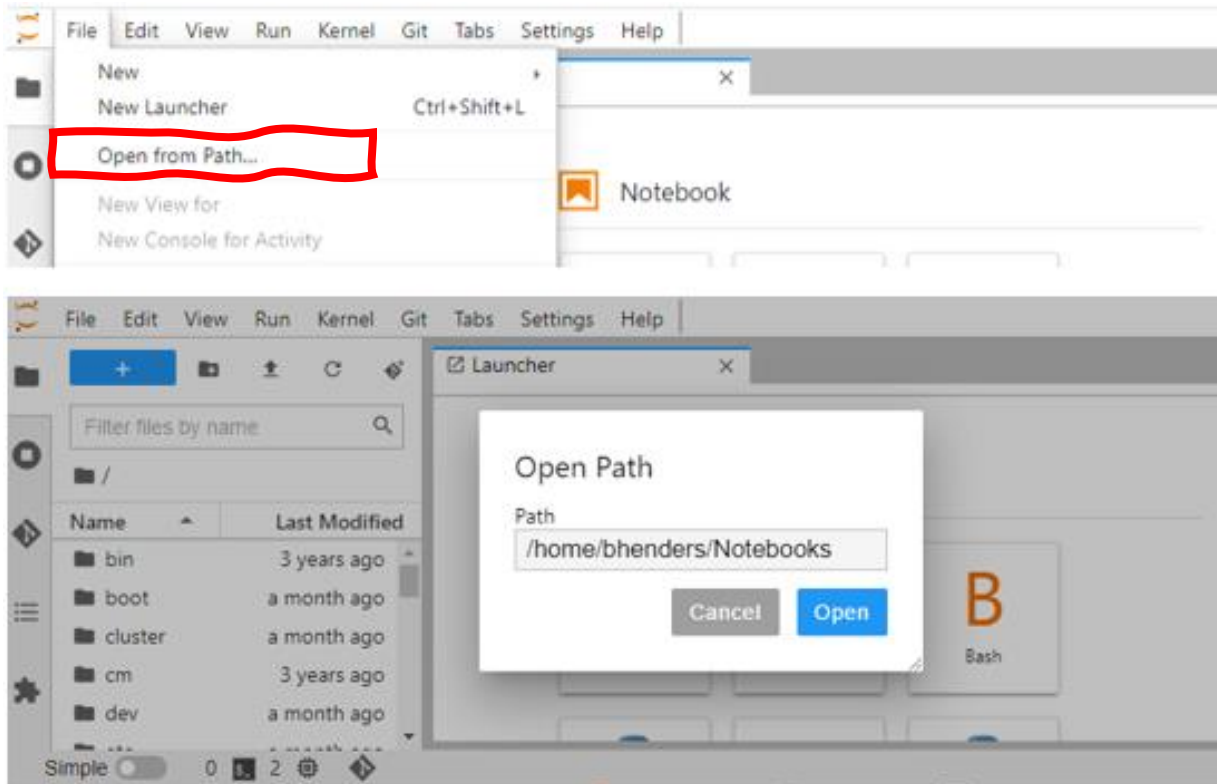 File Edit View Run Kernel Git Tabs Settings Help
New
New Launcher Ctrl+Shift+L
Open from Path...
New View for
New Console for Activity
Notebook
File Edit View Run Kernel Git Tabs Settings Help
+
Launcher
Filter files by name
/
Name Last Modified
bin 3 years ago
boot a month ago
cluster a month ago
cm 3 years ago
dev a month ago
Open Path
Path
/home/bhenders/Notebooks
Cancel Open
B
Bash
Simple 0 2